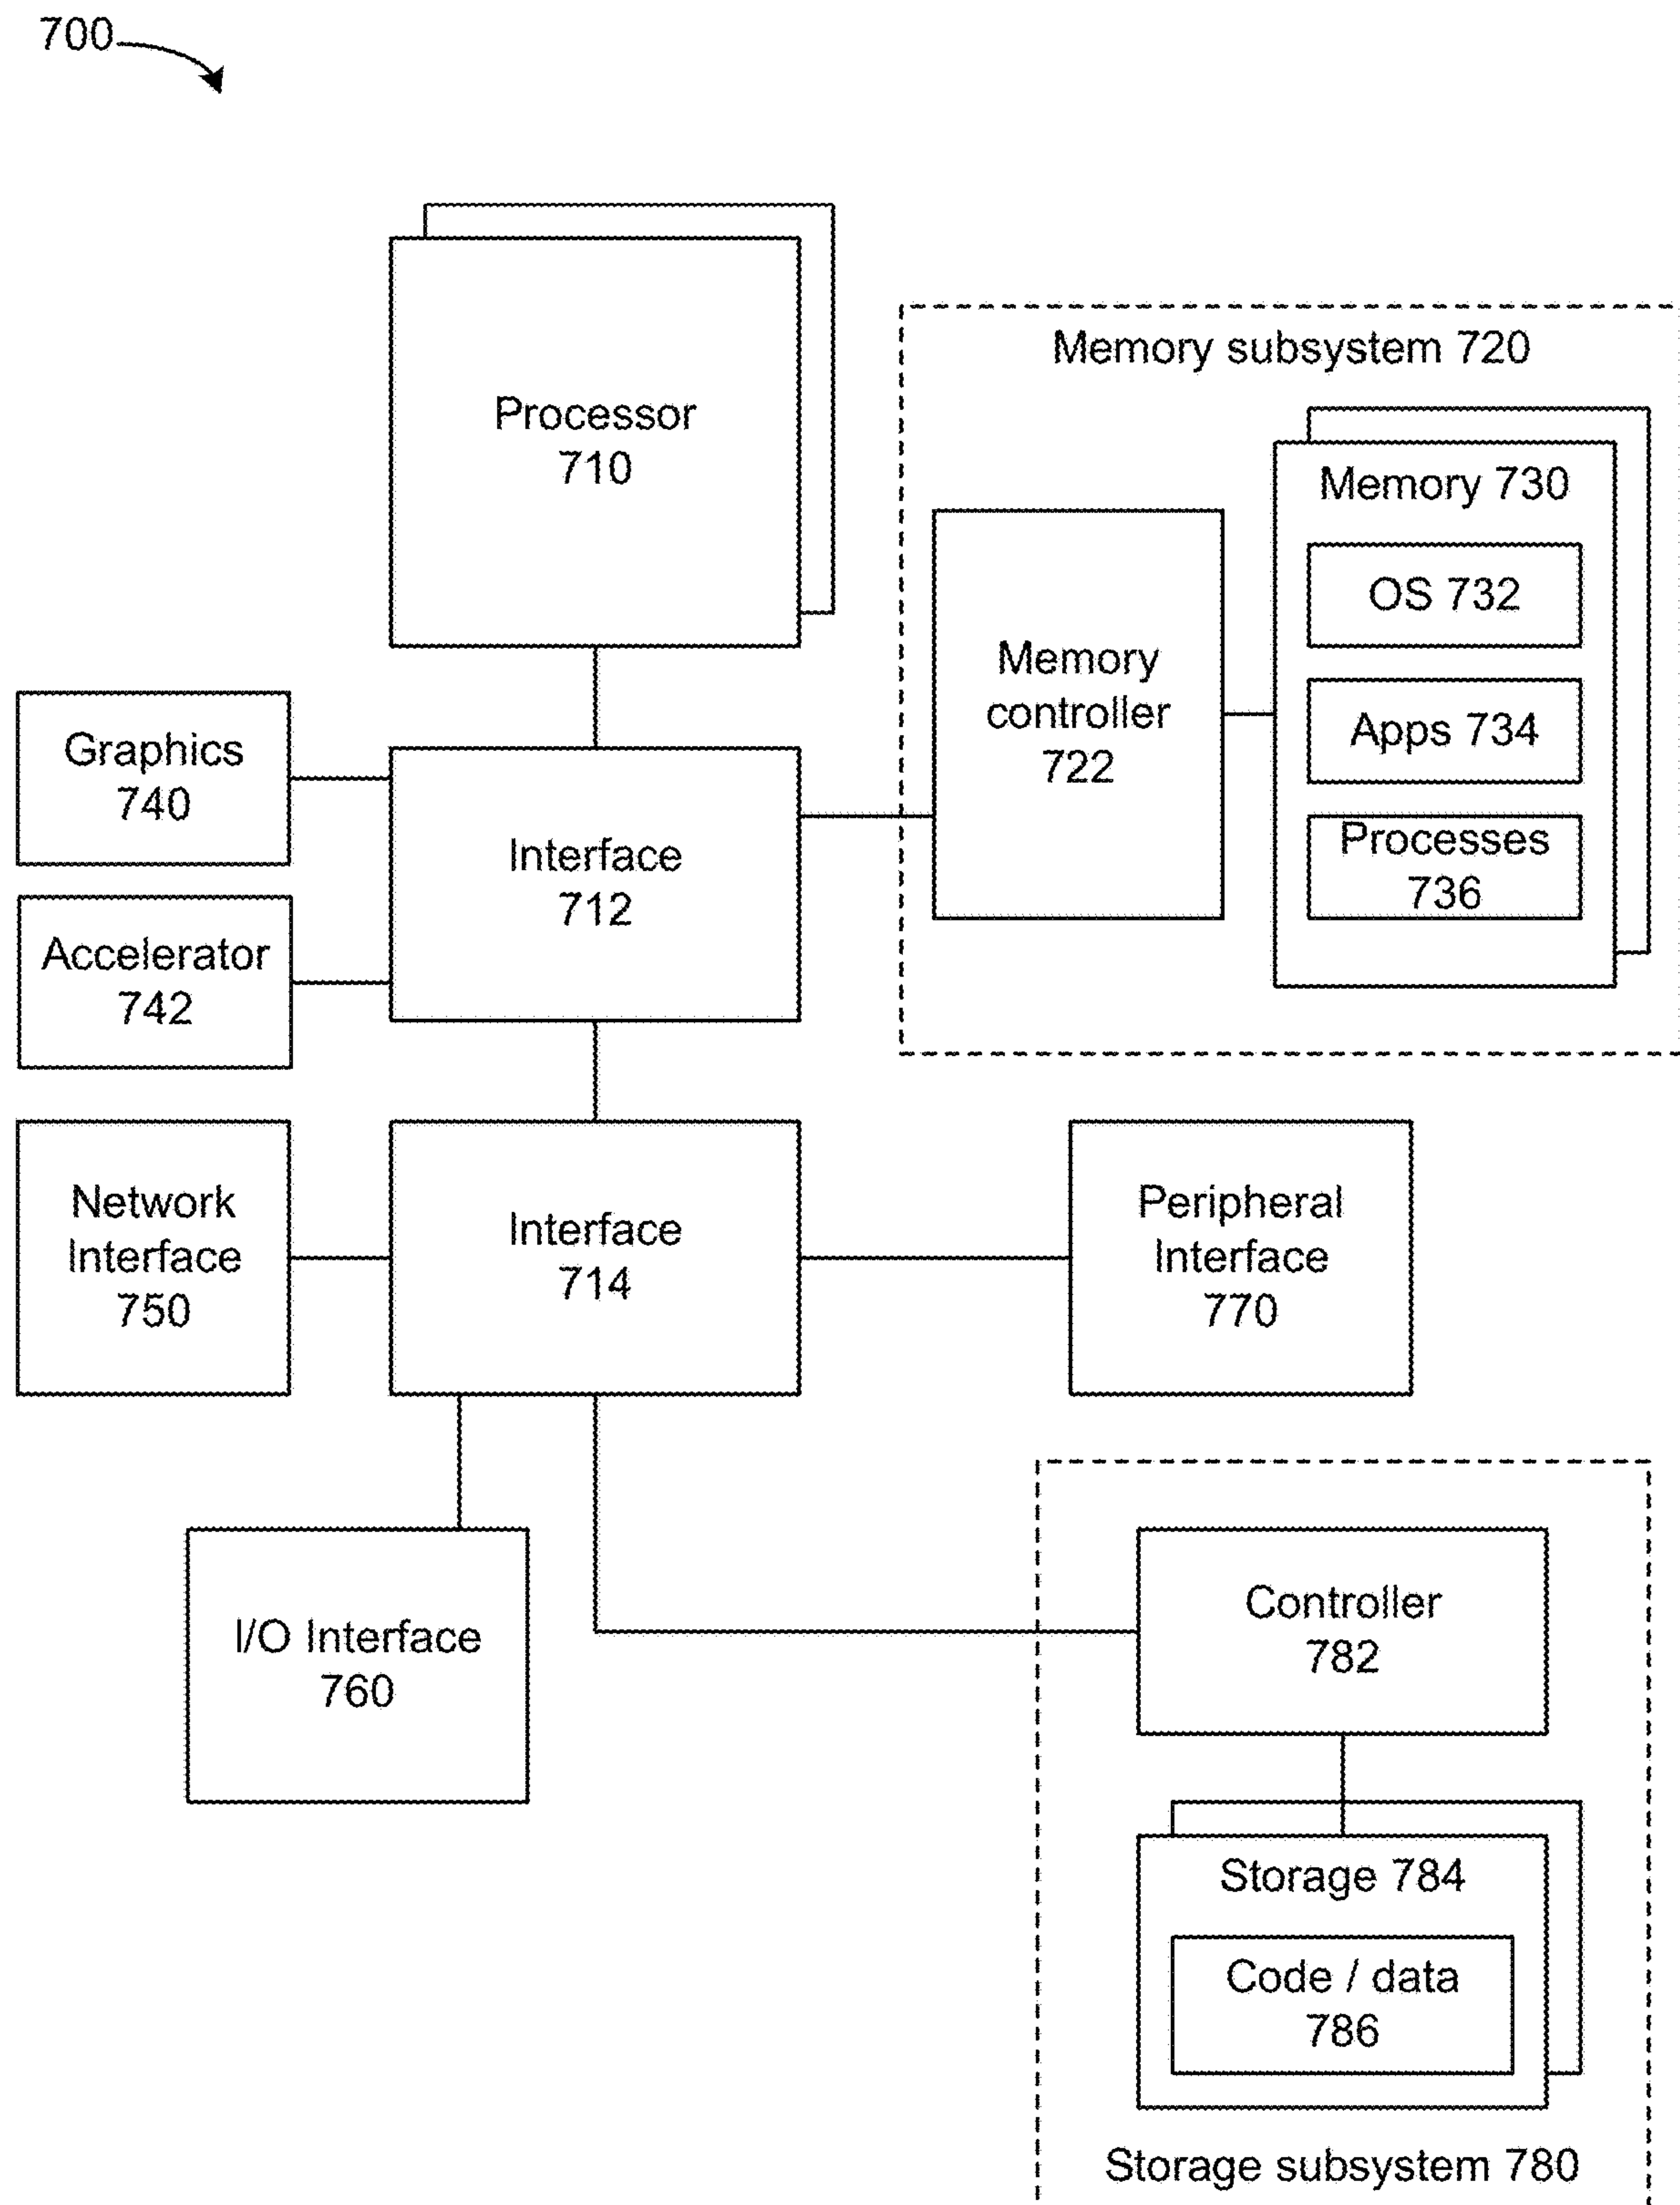 700
Processor
710
Memory subsystem 720
Memory 730
OS 732
Memory
controller
722
Apps 734
Processes
736
Graphics
740
Interface
712
Accelerator
742
Network
Interface
750
Interface
714
Peripheral
Interface
770
I/O Interface
760
Controller
782
Storage 784
Code / data
786
Storage subsystem 780